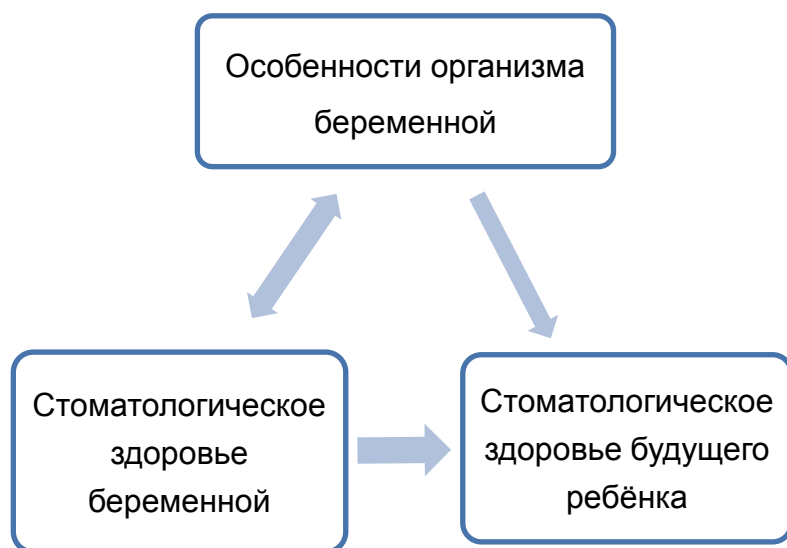 Особенности организма
беременной
Стоматологическое
здоровье
беременной
Стоматологическое
здоровье будущего
ребёнка